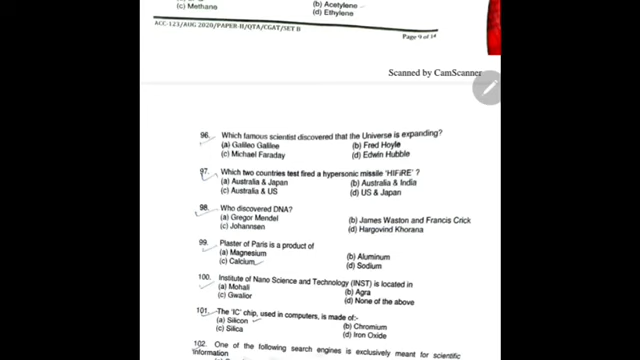 (c) Methane
(b) Acetylene
(d) Ethylene
ACC-123/AUG 2020/PAPER-II/QTA/CGAT/SET B
Page 9 of 14
Scanned by CamScanner
96. Which famous scientist discovered that the Universe is expanding?
(a) Galileo Galilee (b) Fred Hoyle
(c) Michael Faraday (d) Edwin Hubble
97. Which two countries test fired a hypersonic missile 'HIFiRE' ?
(a) Australia & Japan (b) Australia & India
(c) Australia & US (d) US & Japan
98. Who discovered DNA?
(a) Gregor Mendel (b) James Waston and Francis Crick
(c) Johannsen (d) Hargovind Khorana
99. Plaster of Paris is a product of
(a) Magnesium (b) Aluminum
(c) Calcium (d) Sodium
100. Institute of Nano Science and Technology (INST) is located in
(a) Mohali (b) Agra
(c) Gwalior (d) None of the above
101. The 'IC' chip, used in computers, is made of:-
(a) Silicon (b) Chromium
(c) Silica (d) Iron Oxide
102. One of the following search engines is exclusively meant for scientific
information